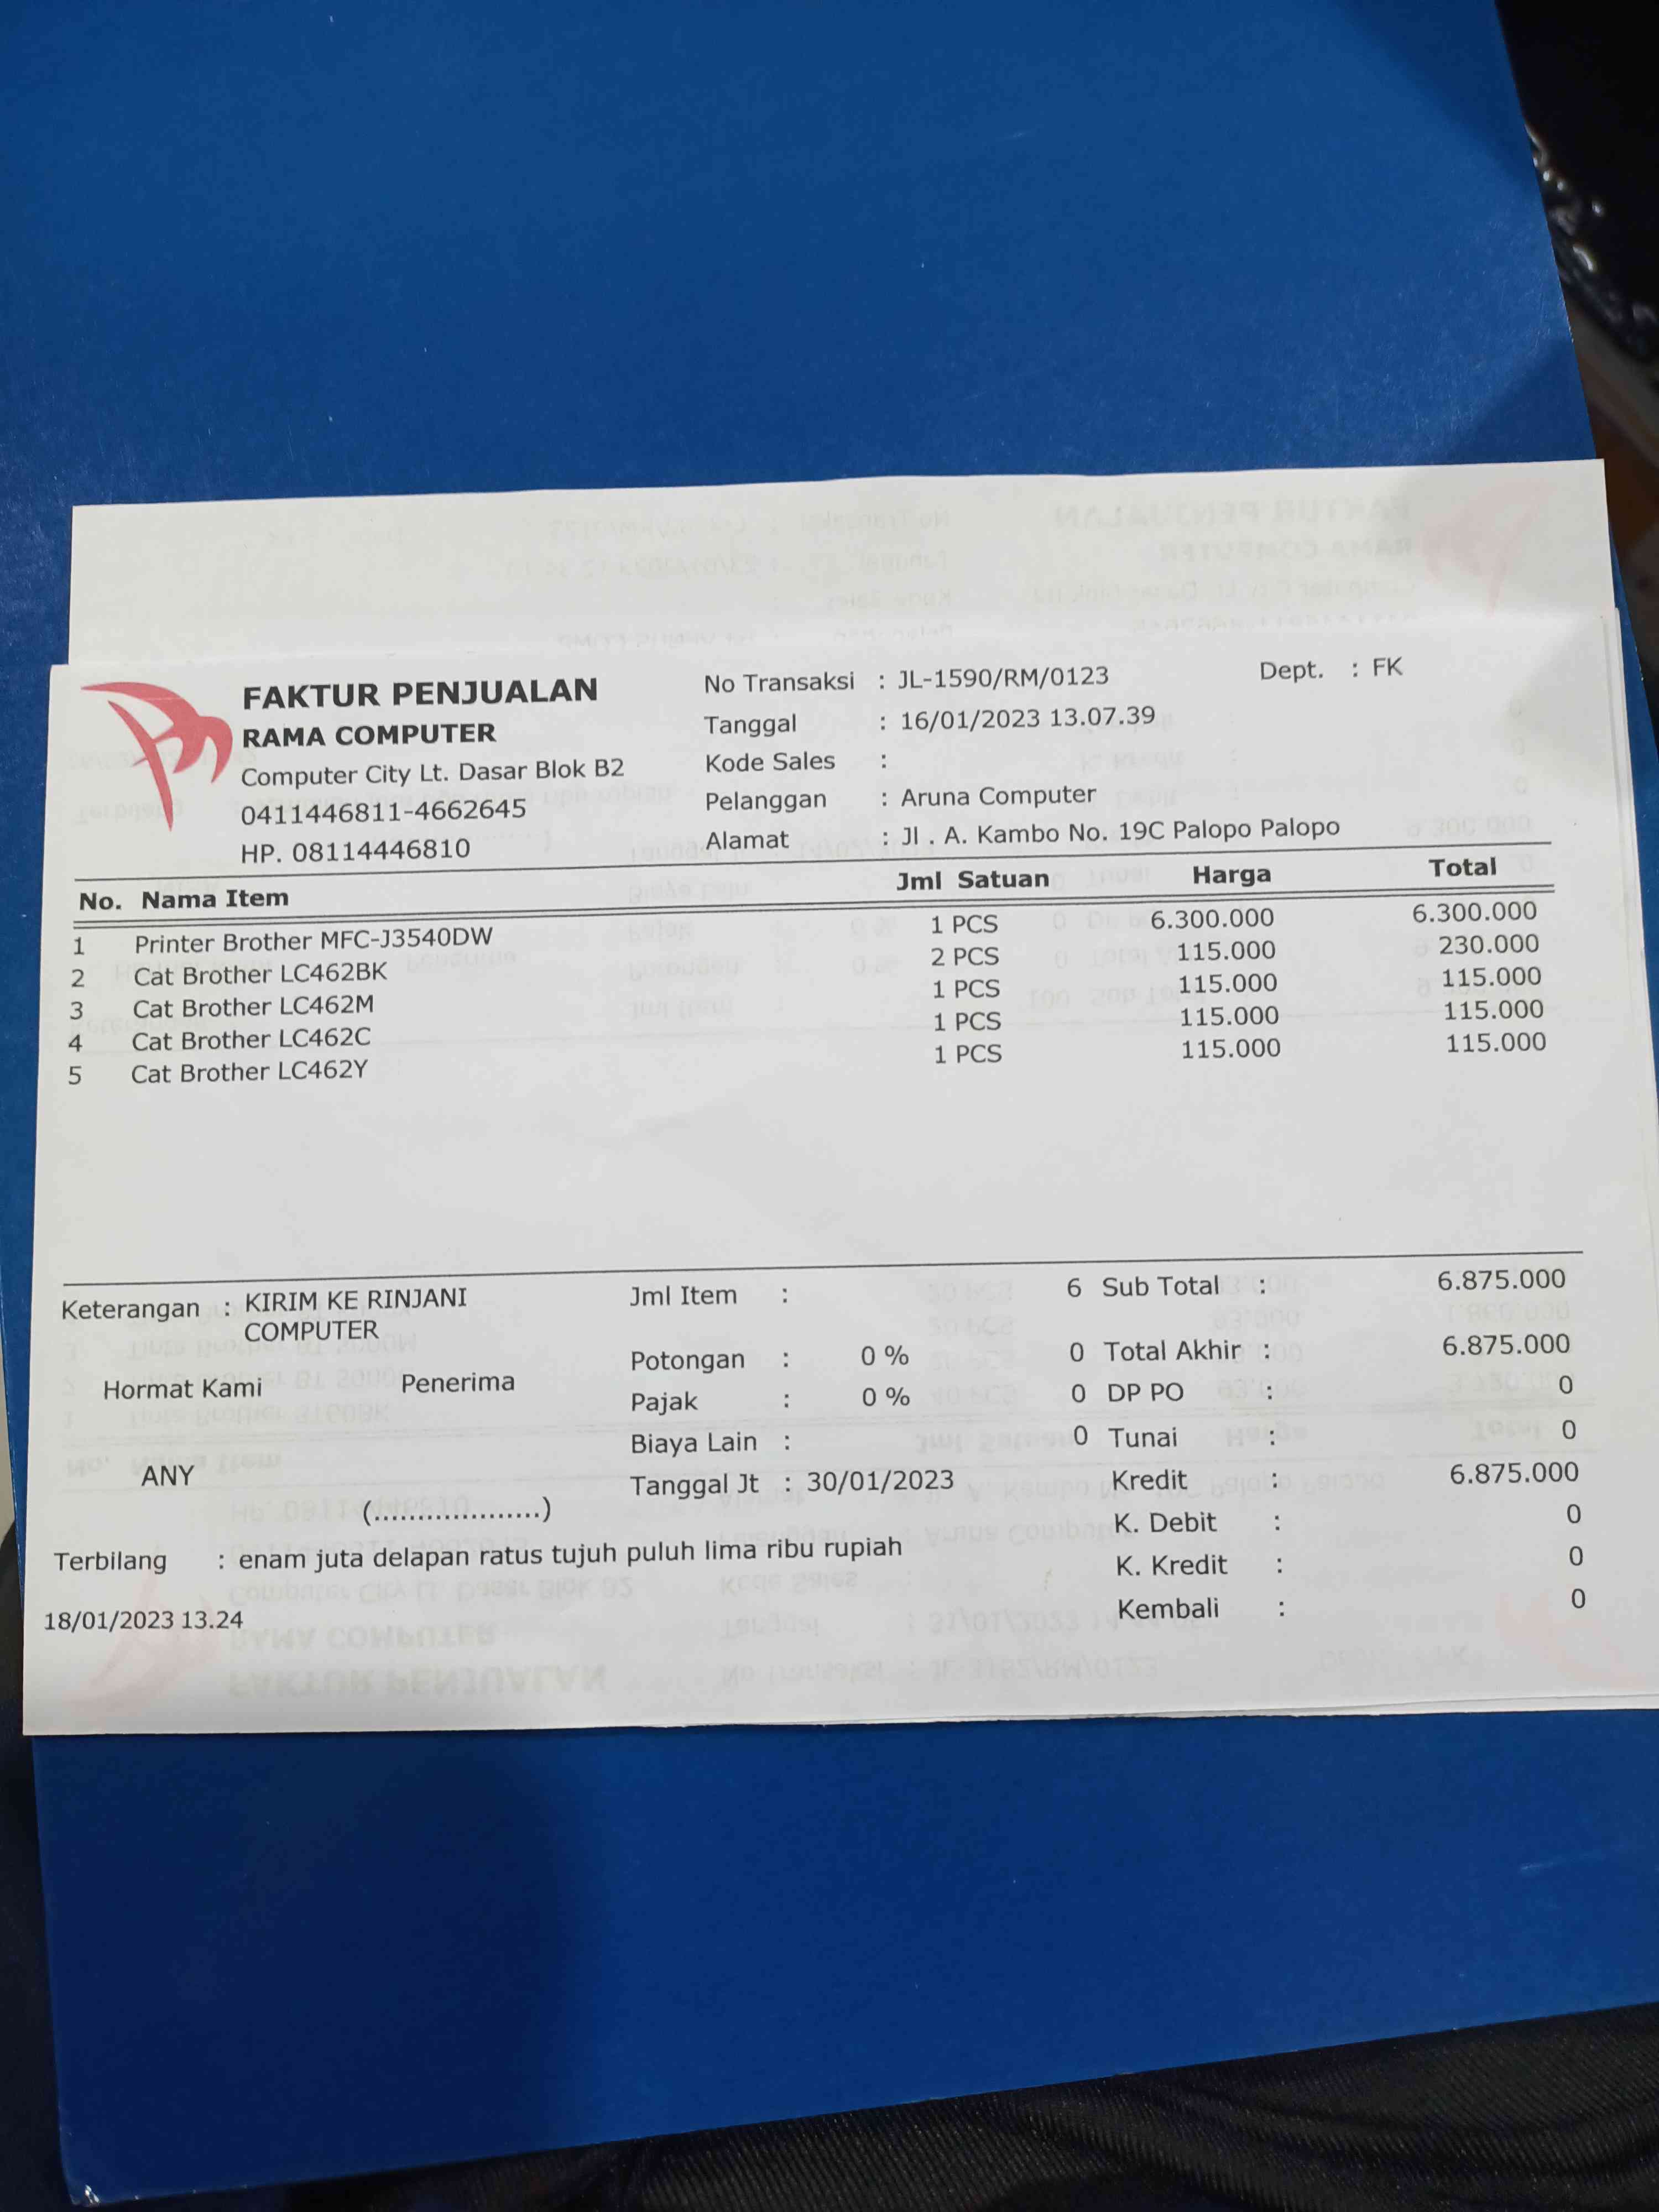 FAKTUR PENJUALAN
RAMA COMPUTER
Computer City Lt. Dasar Blok B2
0411446811-4662645
HP. 08114446810
No Transaksi : JL-1590/RM/0123
Dept. : FK
Tanggal : 16/01/2023 13.07.39
Kode Sales :
Pelanggan : Aruna Computer
Alamat : Jl . A. Kambo No. 19C Palopo Palopo
No. Nama Item Jml Satuan Harga Total
1 Printer Brother MFC-J3540DW 1 PCS 6.300.000 6.300.000
2 Cat Brother LC462BK 2 PCS 115.000 230.000
3 Cat Brother LC462M 1 PCS 115.000 115.000
4 Cat Brother LC462C 1 PCS 115.000 115.000
5 Cat Brother LC462Y 1 PCS 115.000 115.000
Keterangan : KIRIM KE RINJANI
COMPUTER
Hormat Kami Penerima
ANY
(...................)
Jml Item : 6
Potongan : 0 % 0
Pajak : 0 % 0
Biaya Lain : 0
Tanggal Jt : 30/01/2023
Sub Total : 6.875.000
Total Akhir : 6.875.000
DP PO : 0
Tunai : 0
Kredit : 6.875.000
K. Debit : 0
K. Kredit : 0
Kembali : 0
Terbilang : enam juta delapan ratus tujuh puluh lima ribu rupiah
18/01/2023 13.24